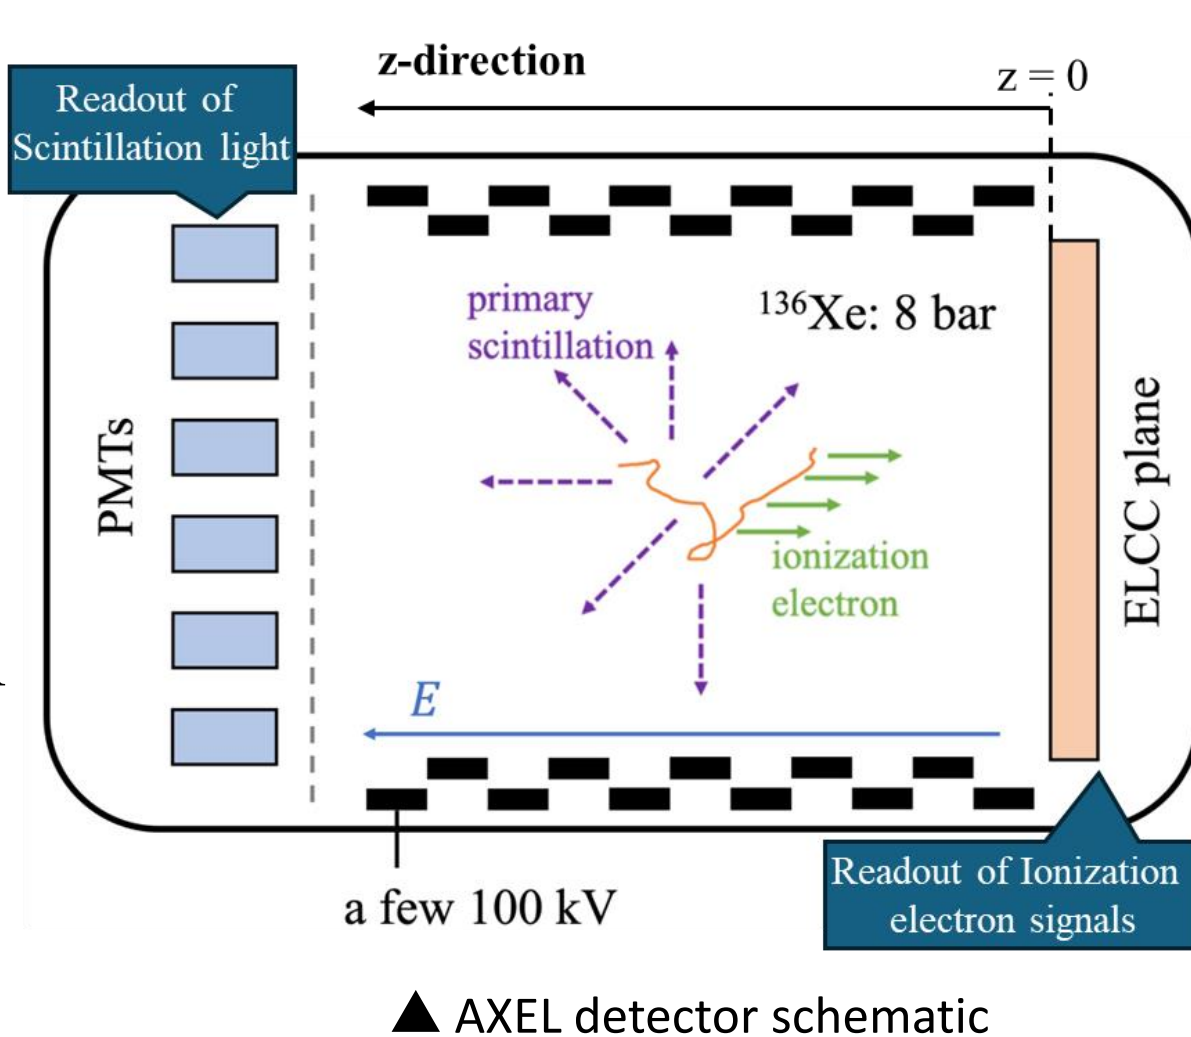 z-direction
z = 0
Readout of
Scintillation light
primary
scintillation
¹³⁶Xe: 8 bar
PMTs
ELCC plane
ionization
electron
E
a few 100 kV
Readout of Ionization
electron signals
▲ AXEL detector schematic